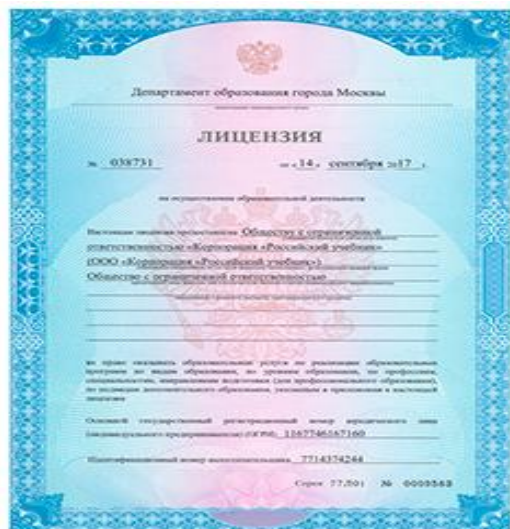 Департамент образования города Москвы
ЛИЦЕНЗИЯ
№ 038731 от «14» сентября 2017 г.
на осуществление образовательной деятельности
Настоящая лицензия предоставлена Обществу с ограниченной
ответственностью «Корпорация «Российский учебник»
(ООО «Корпорация «Российский учебник»)
Общество с ограниченной ответственностью
на право оказывать образовательные услуги по реализации образовательных
программ по видам образования, по уровням образования, по профессиям,
специальностям, направлениям подготовки (для профессионального образования),
по подвидам дополнительного образования, указанным в приложении к настоящей
лицензии
Основной государственный регистрационный номер юридического лица
(индивидуального предпринимателя) (ОГРН) 1167746167160
Идентификационный номер налогоплательщика 7714374244
Серия 77Л01 №